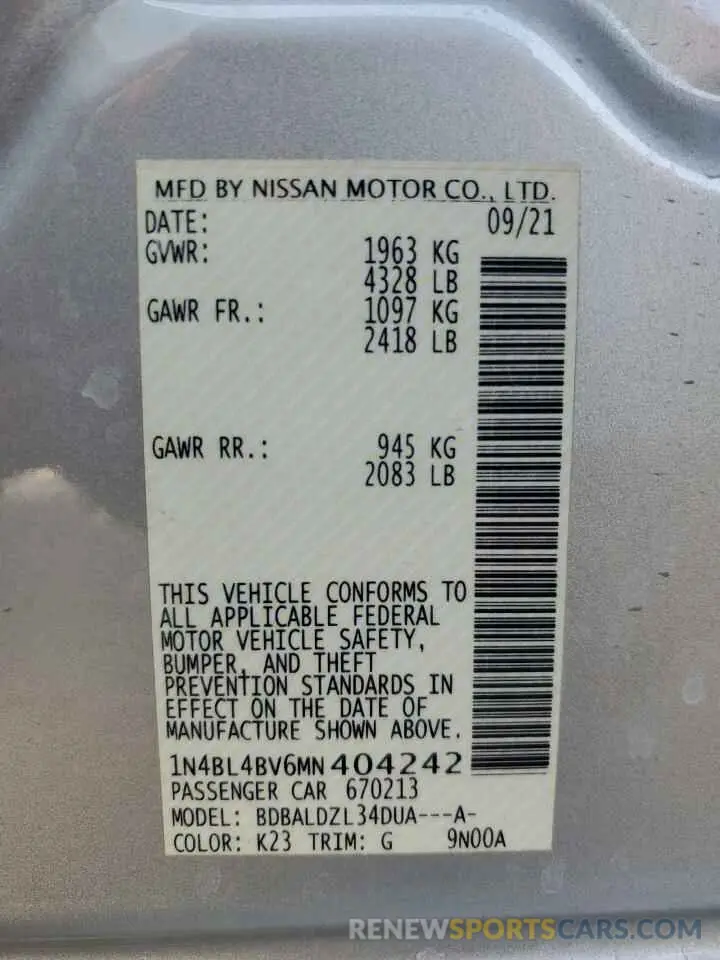 MFD BY NISSAN MOTOR CO., LTD.
DATE: 09/21
GVWR: 1963 KG
4328 LB
GAWR FR.: 1097 KG
2418 LB
GAWR RR.: 945 KG
2083 LB
THIS VEHICLE CONFORMS TO
ALL APPLICABLE FEDERAL
MOTOR VEHICLE SAFETY,
BUMPER, AND THEFT
PREVENTION STANDARDS IN
EFFECT ON THE DATE OF
MANUFACTURE SHOWN ABOVE.
1N4BL4BV6MN404242
PASSENGER CAR 670213
MODEL: BDBALDZL34DUA---A-
COLOR: K23 TRIM: G 9N00A
RENEWSPORTSCARS.COM